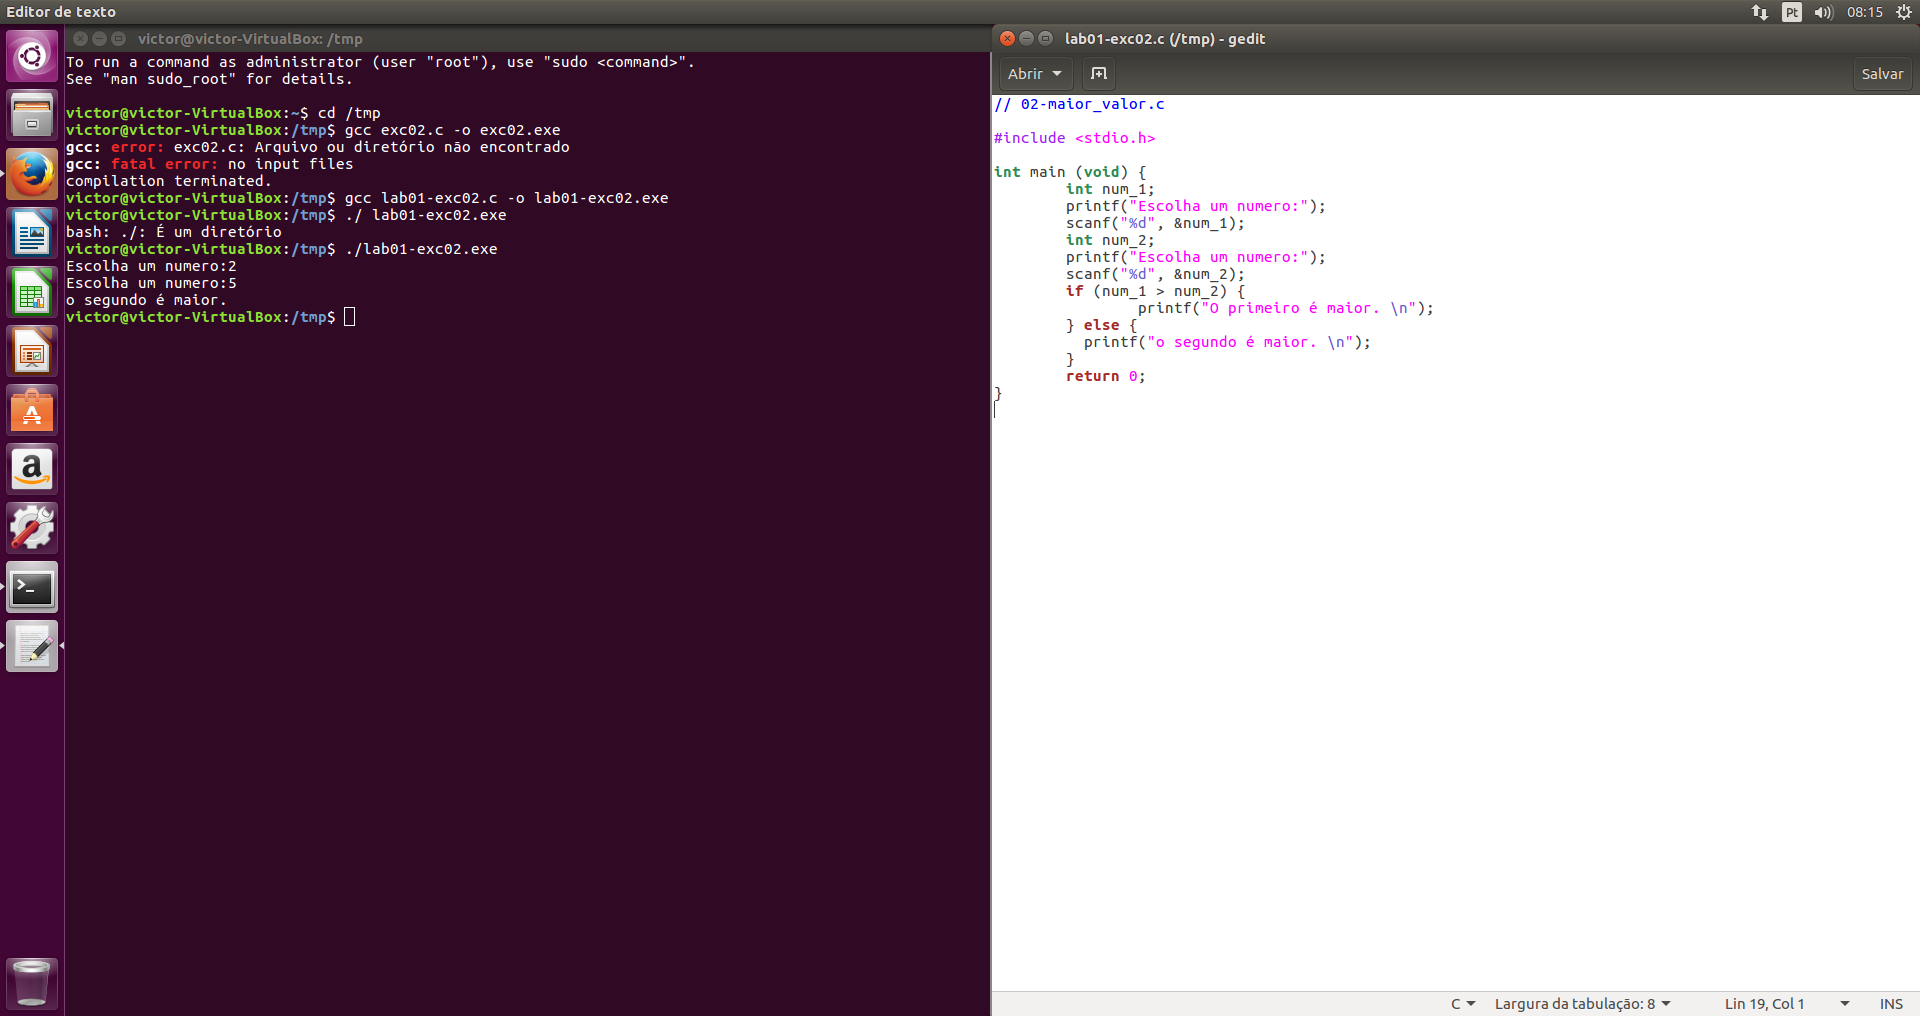 Editor de texto
Pt
08:15
victor@victor-VirtualBox: /tmp
To run a command as administrator (user "root"), use "sudo <command>".
See "man sudo_root" for details.
victor@victor-VirtualBox:~$ cd /tmp
victor@victor-VirtualBox:/tmp$ gcc exc02.c -o exc02.exe
gcc: error: exc02.c: Arquivo ou diretório não encontrado
gcc: fatal error: no input files
compilation terminated.
victor@victor-VirtualBox:/tmp$ gcc lab01-exc02.c -o lab01-exc02.exe
victor@victor-VirtualBox:/tmp$ ./ lab01-exc02.exe
bash: ./: É um diretório
victor@victor-VirtualBox:/tmp$ ./lab01-exc02.exe
Escolha um numero:2
Escolha um numero:5
o segundo é maior.
victor@victor-VirtualBox:/tmp$
lab01-exc02.c (/tmp) - gedit
Abrir
Salvar
// 02-maior_valor.c
#include <stdio.h>
int main (void) {
int num_1;
printf("Escolha um numero:");
scanf("%d", &num_1);
int num_2;
printf("Escolha um numero:");
scanf("%d", &num_2);
if (num_1 > num_2) {
printf("O primeiro é maior. \n");
} else {
printf("o segundo é maior. \n");
}
return 0;
}
C
Largura da tabulação: 8
Lin 19, Col 1
INS